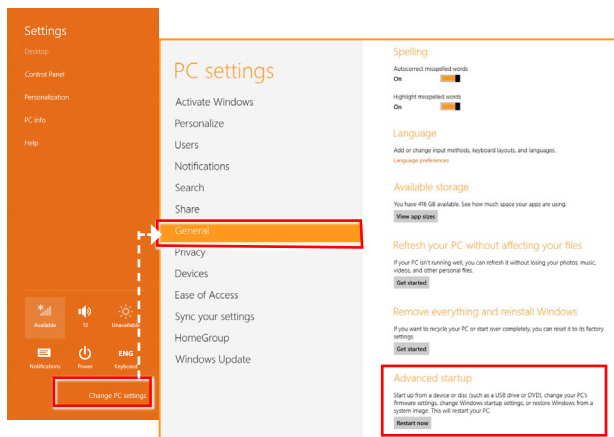 Settings
Desktop
Control Panel
Personalization
PC info
Help
Available
13
Unavailable
Notifications
Power
ENG
Keyboard
Change PC settings
PC settings
Activate Windows
Personalize
Users
Notifications
Search
Share
General
Privacy
Devices
Ease of Access
Sync your settings
HomeGroup
Windows Update
Spelling
Autocorrect misspelled words
On
Highlight misspelled words
On
Language
Add or change input methods, keyboard layouts, and languages.
Language preferences
Available storage
You have 416 GB available. See how much space your apps are using.
View app sizes
Refresh your PC without affecting your files
If your PC isn't running well, you can refresh it without losing your photos, music,
videos, and other personal files.
Get started
Remove everything and reinstall Windows
If you want to recycle your PC or start over completely, you can reset it to its factory
settings.
Get started
Advanced startup
Start up from a device or disc (such as a USB drive or DVD), change your PC's
firmware settings, change Windows startup settings, or restore Windows from a
system image. This will restart your PC.
Restart now